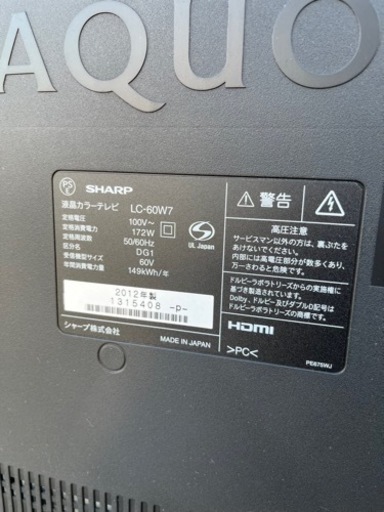 AQUO
PS
SHARP
液晶カラーテレビ LC-60W7
定格電圧 100V~
定格消費電力 172W
定格周波数 50/60Hz
区分名 DG1
受信機型サイズ 60V
年間消費電力量 149kWh/年
UL Japan
2012年製
1315408 -p-
シャープ株式会社 MADE IN JAPAN
警告
高圧注意
サービスマン以外の方は、裏ぶたを
あけないでください。
内部には高電圧部分が多く、
万一さわると危険です。
ドルビーラボラトリーズからの実施権に
基づき製造されています。
Dolby、ドルビー及びダブルD記号は
ドルビーラボラトリーズの商標です。
HDMI
>PC<